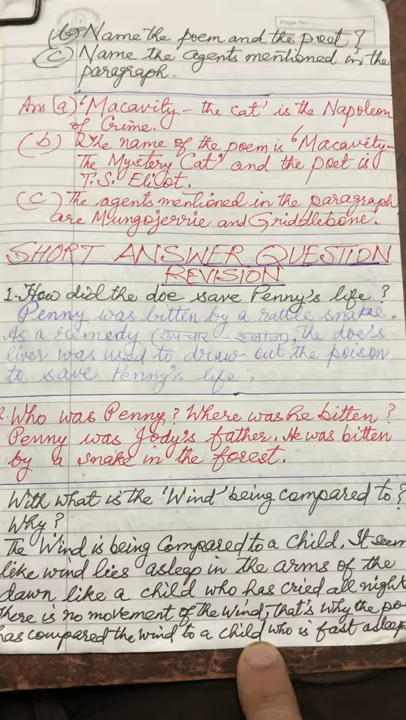 Page No.
(b) Name the poem and the poet?
(c) Name the agents mentioned in the
paragraph.
Ans (a) 'Macavity - the cat' is the Napoleon
of Crime.
(b) The name of the poem is 'Macavity-
The Mystery Cat' and the poet is
T.S. Eliot.
(c) The agents mentioned in the paragraph
are Mungojerrie and Griddlebone.
SHORT ANSWER QUESTION
REVISION
1. How did the doe save Penny's life?
Penny was bitten by a rattle snake.
As a remedy (उपचार - इलाज), the doe's
liver was used to draw out the poison
to save Penny's life.
2. Who was Penny? Where was he bitten?
Penny was Jody's father. He was bitten
by a snake in the forest.
With what is the 'Wind' being compared to?
Why?
The Wind is being Compared to a child. It seem
like wind lies asleep in the arms of the
dawn like a child who has cried all night
There is no movement of the wind, that's why the po
has compared the wind to a child who is fast asleep